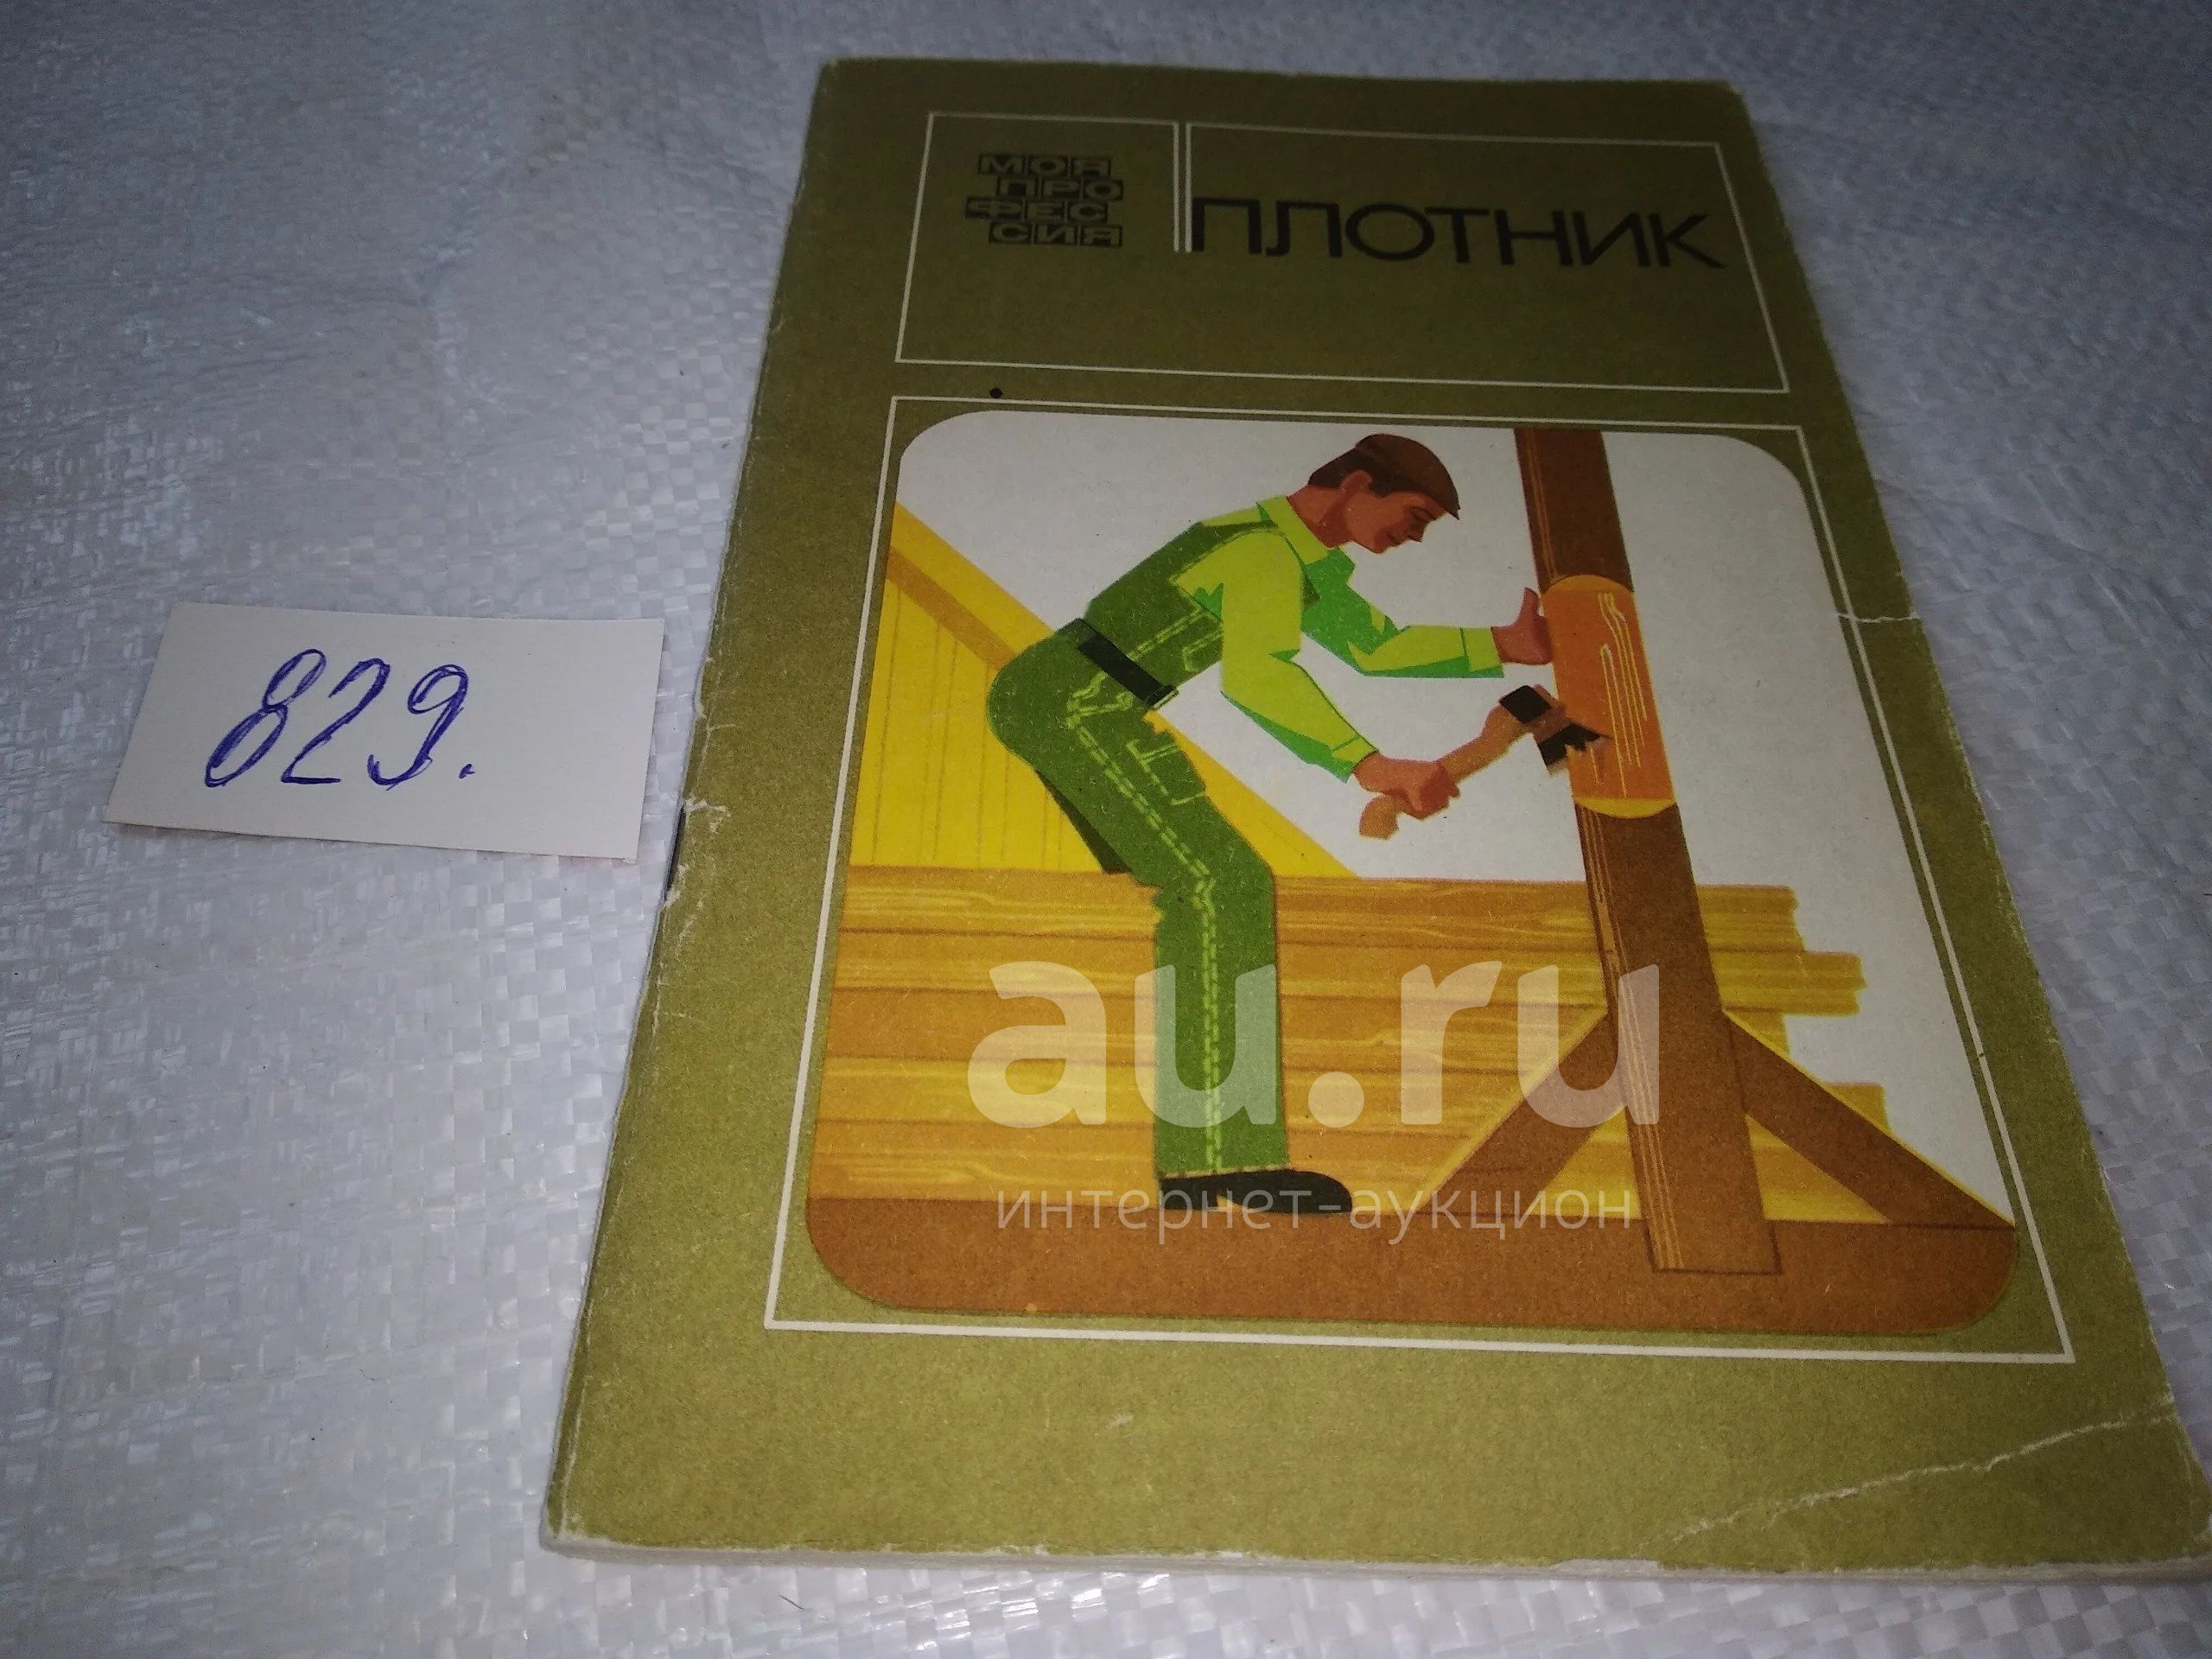 МОЯ
ПРО
ФЕС
СИЯ
ПЛОТНИК
829.
au.ru
интернет-аукцион